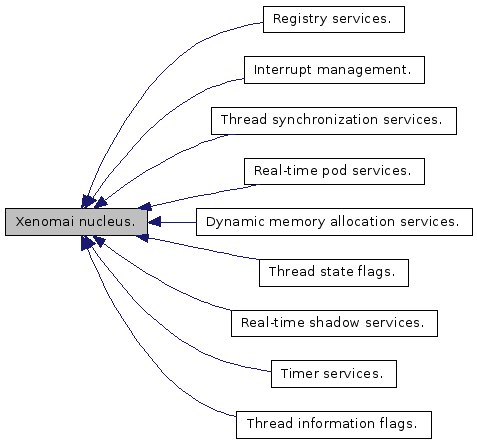 Registry services.
Interrupt management.
Thread synchronization services.
Real-time pod services.
Xenomai nucleus.
Dynamic memory allocation services.
Thread state flags.
Real-time shadow services.
Timer services.
Thread information flags.